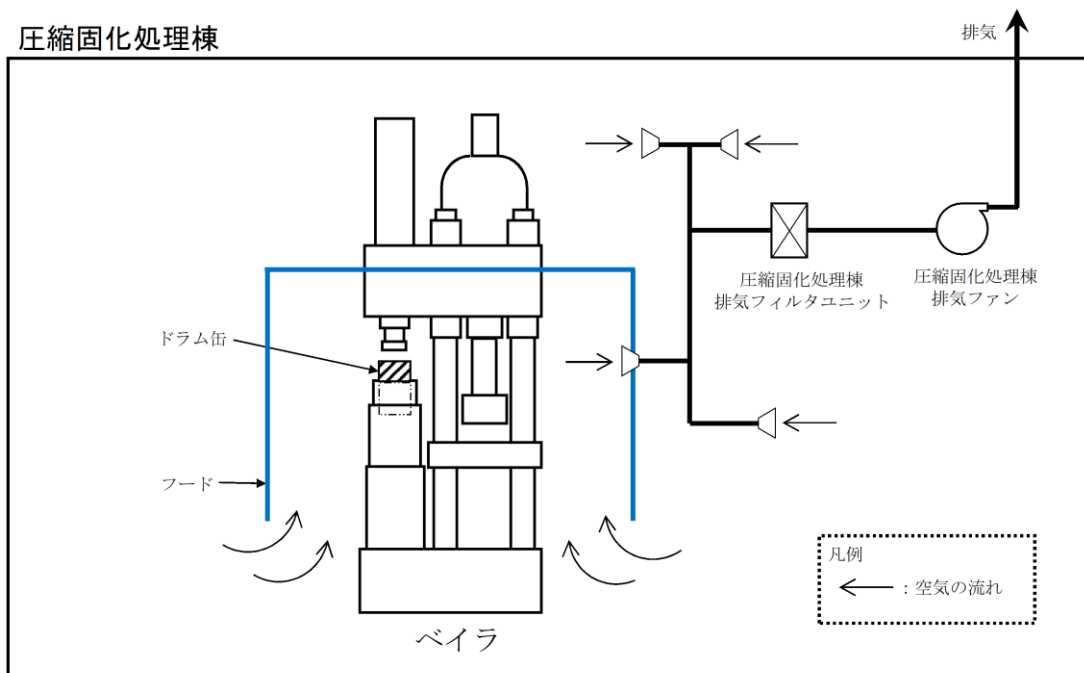 圧縮固化処理棟
排気
圧縮固化処理棟
排気フィルタユニット
圧縮固化処理棟
排気ファン
ドラム缶
フード
凡例
：空気の流れ
ベイラ